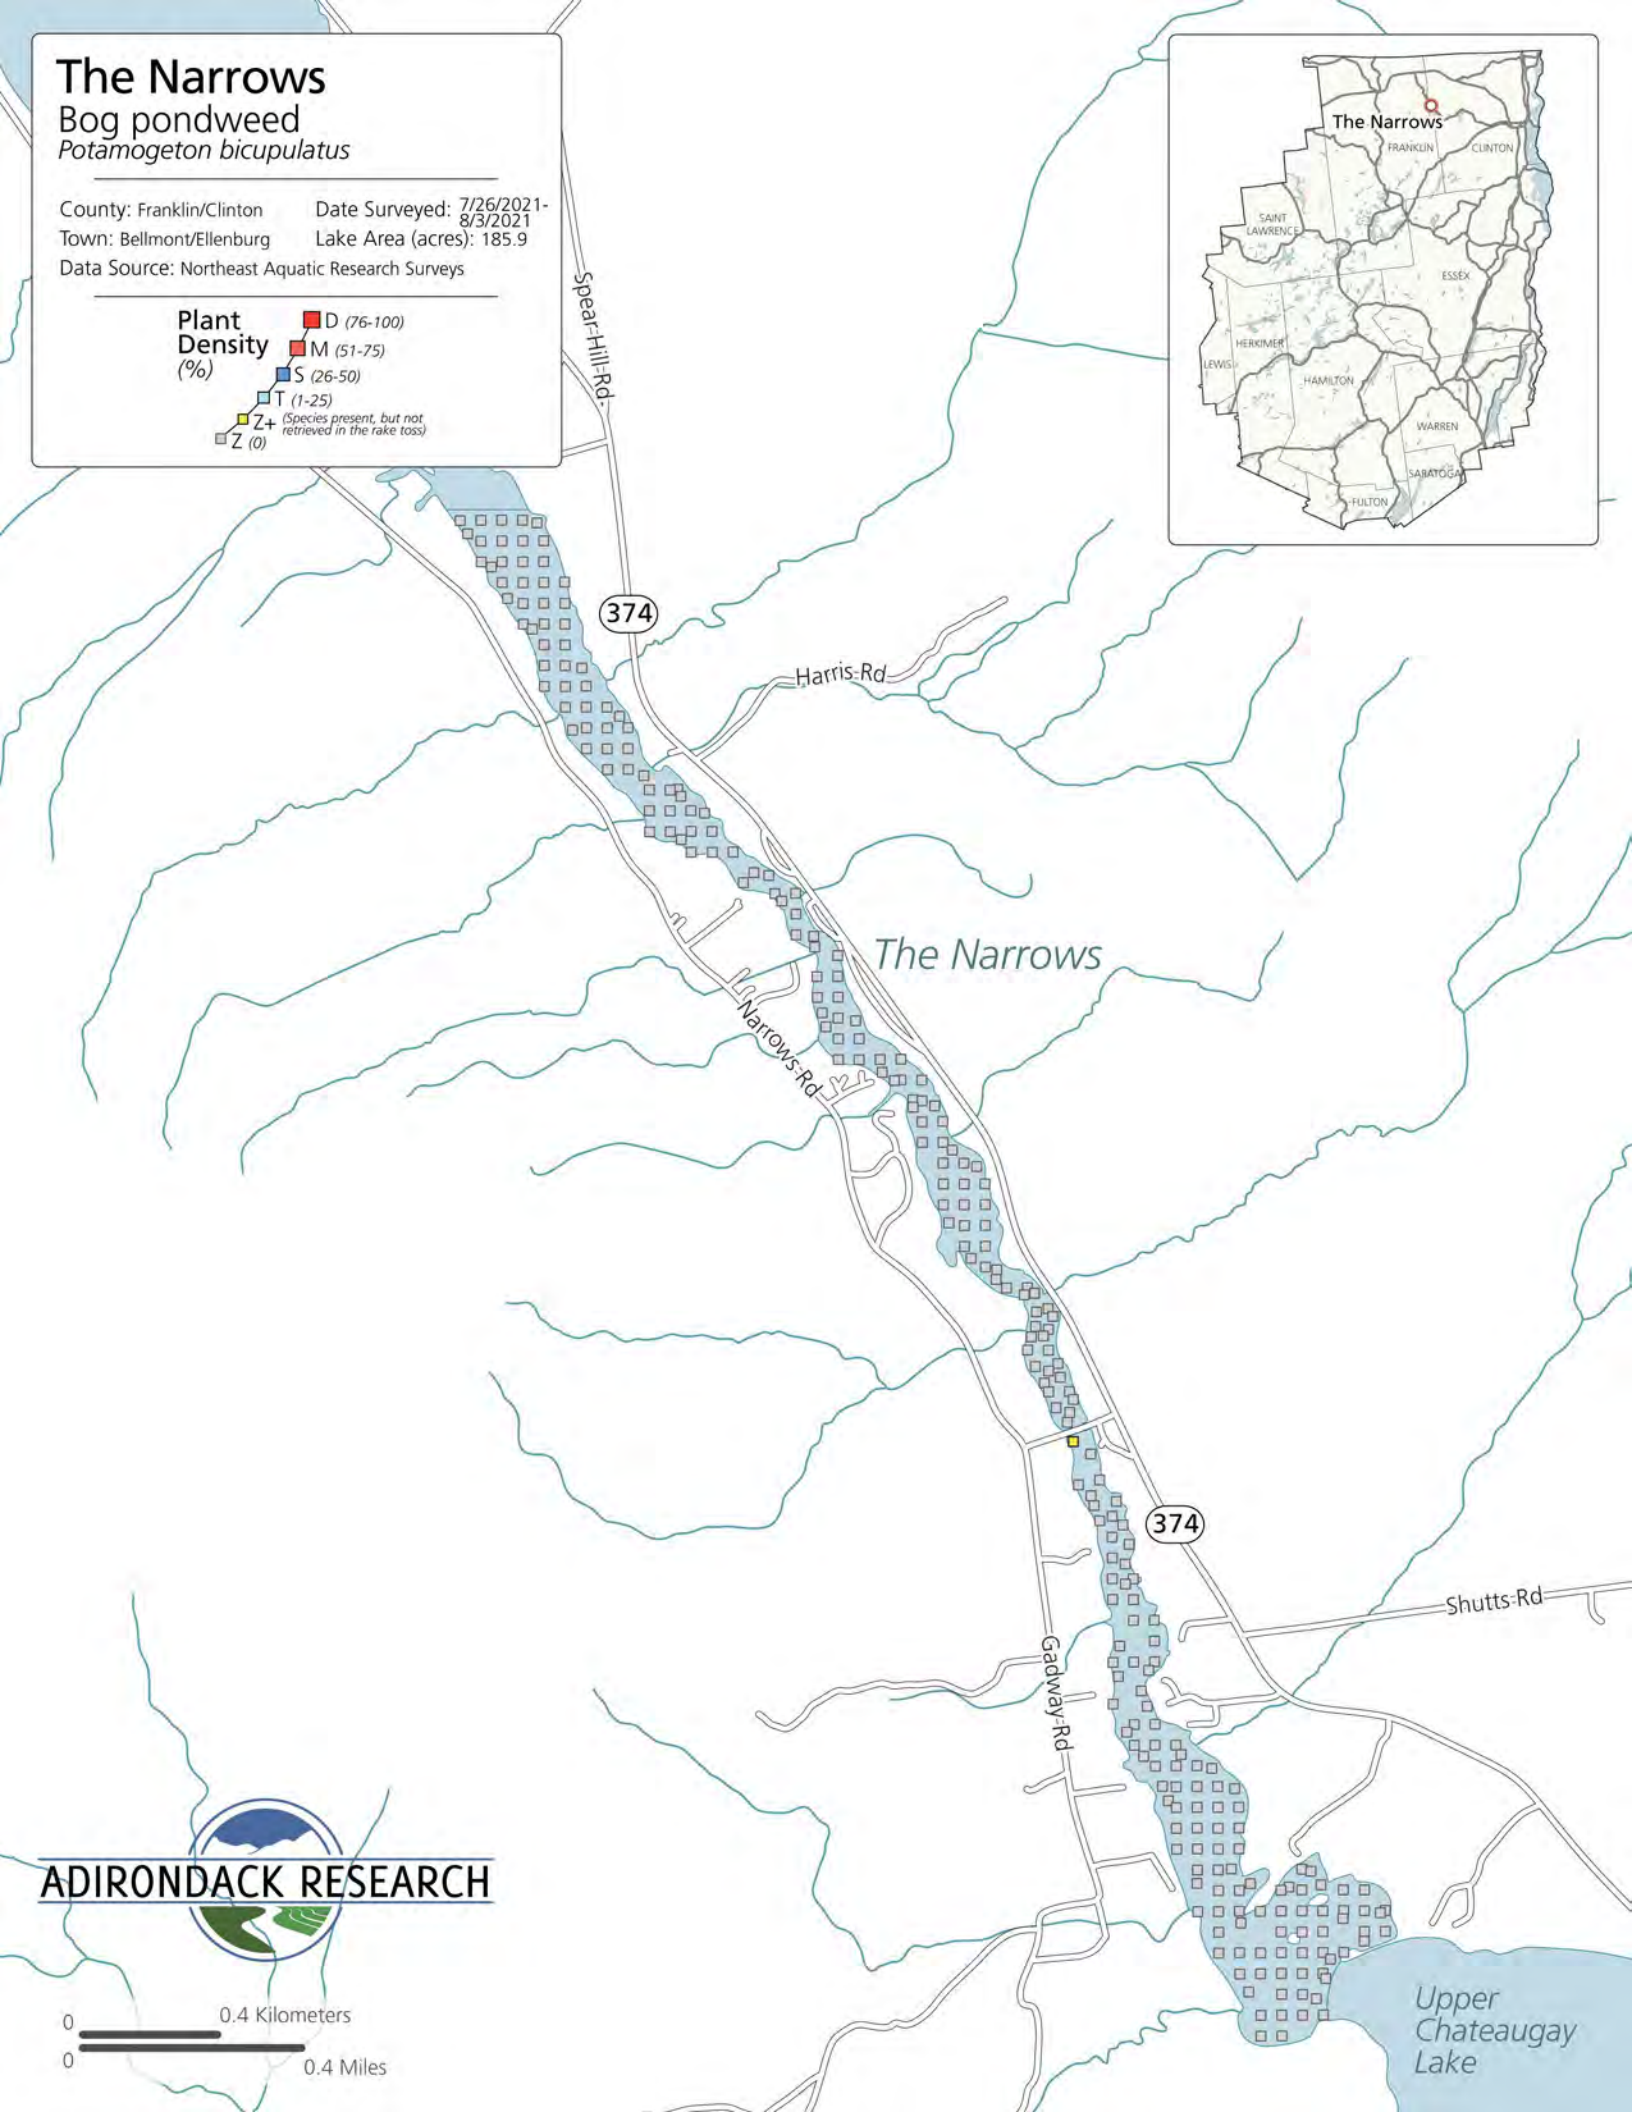 The Narrows
Bog pondweed
Potamogeton bicupulatus
County: Franklin/Clinton
Date Surveyed: 7/26/2021-
8/3/2021
Town: Bellmont/Ellenburg
Lake Area (acres): 185.9
Data Source: Northeast Aquatic Research Surveys
Plant
Density
(%)
D (76-100)
M (51-75)
S (26-50)
T (1-25)
Z+ (Species present, but not
retrieved in the rake toss)
Z (0)
The Narrows
FRANKLIN
CLINTON
SAINT
LAWRENCE
ESSEX
HERKIMER
LEWIS
HAMILTON
WARREN
SARATOGA
FULTON
Spear-Hill-Rd-
374
Harris-Rd
The Narrows
Narrows-Rd
374
Shutts-Rd
Gadway-Rd
ADIRONDACK RESEARCH
0 0.4 Kilometers
0 0.4 Miles
Upper
Chateaugay
Lake